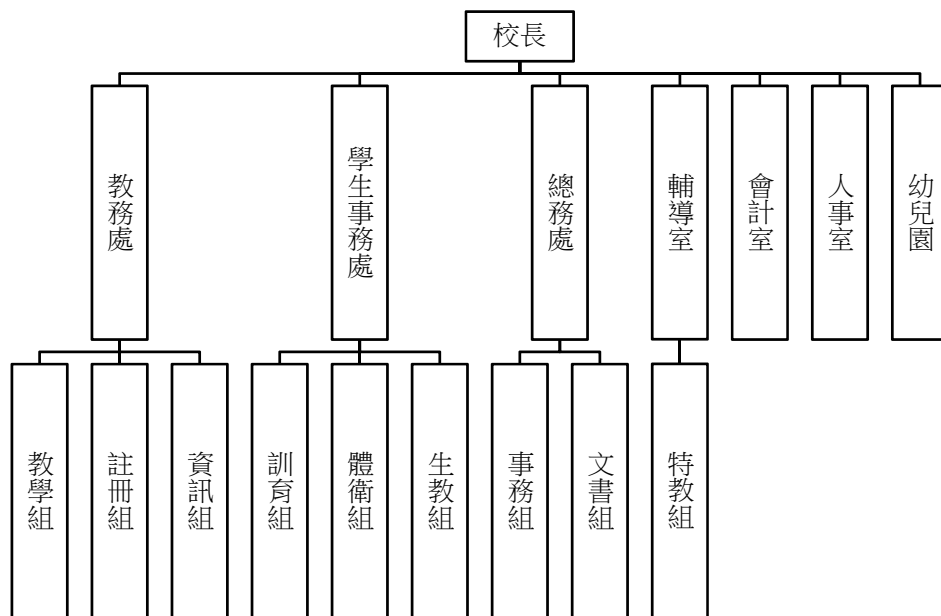 校長
教務處
學生事務處
總務處
輔導室
會計室
人事室
幼兒園
教學組
註冊組
資訊組
訓育組
體衛組
生教組
事務組
文書組
特教組